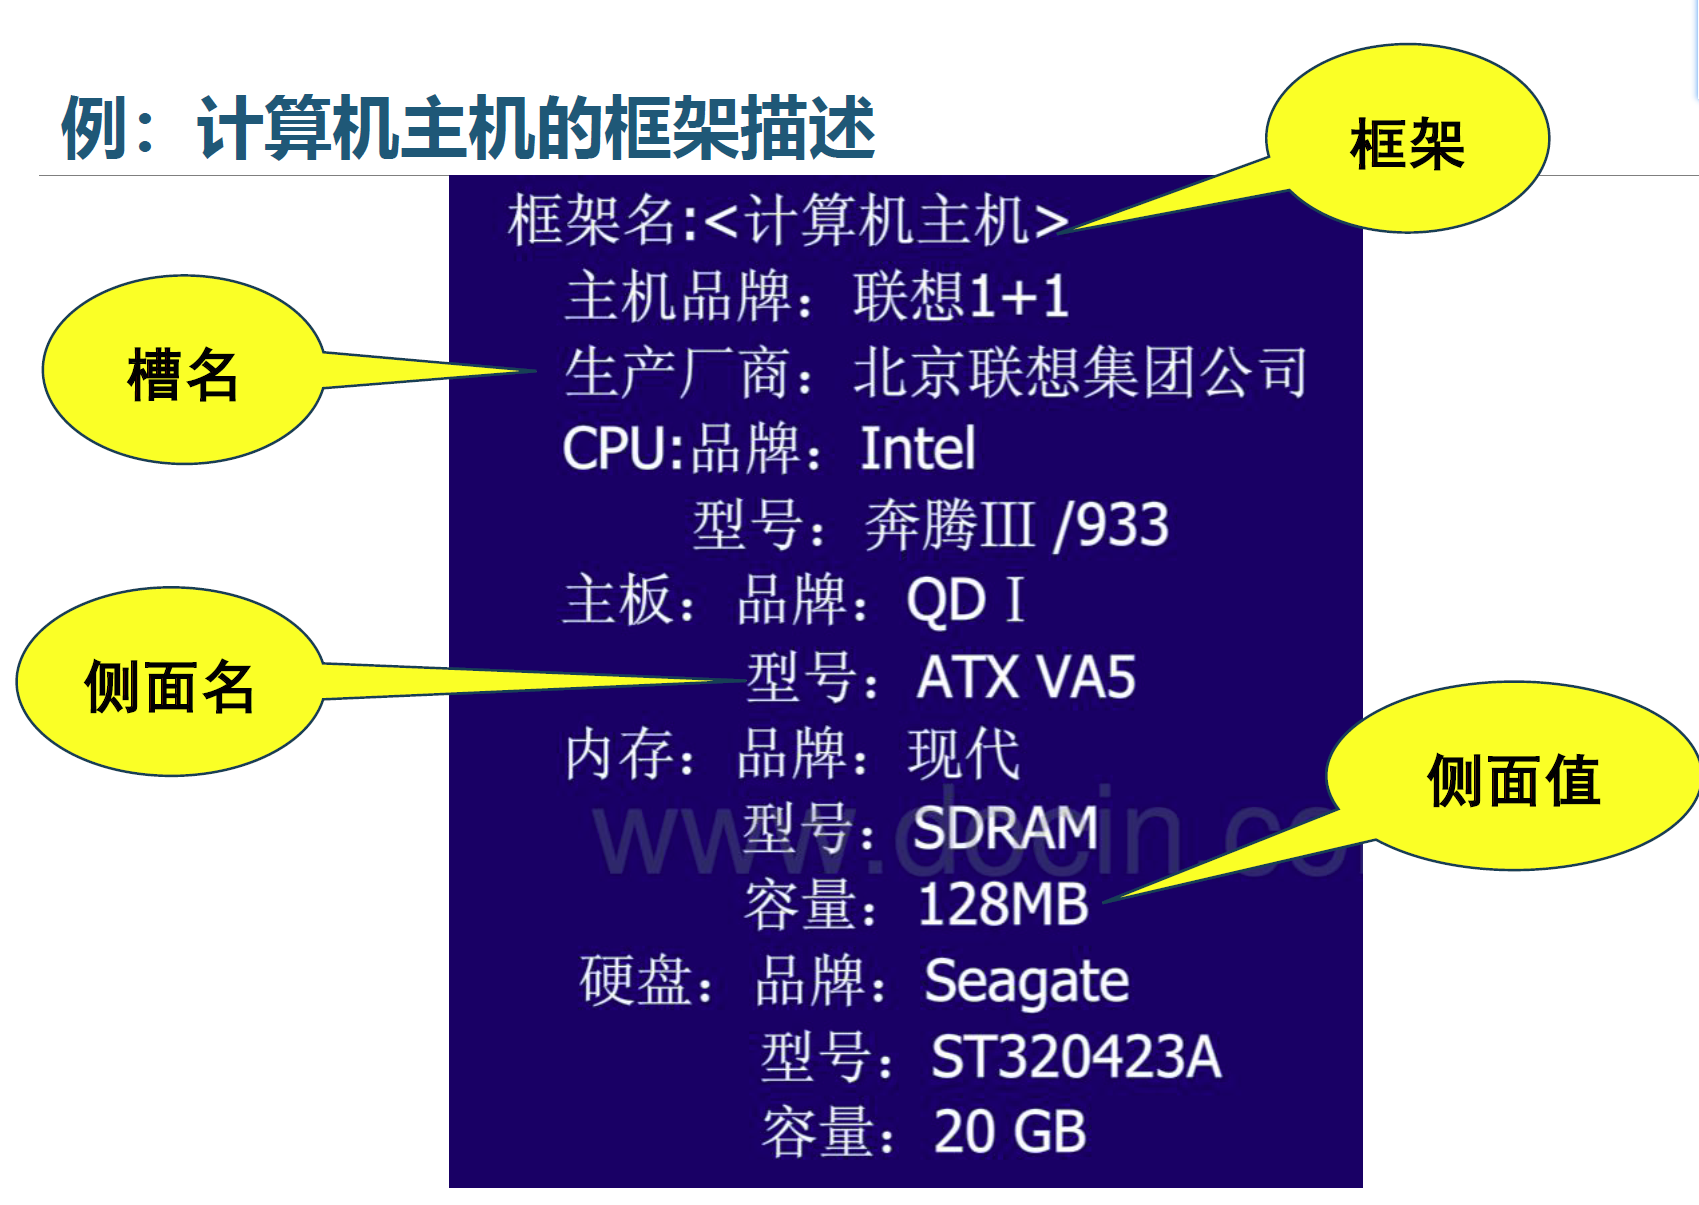 例：计算机主机的框架描述
框架
框架名:<计算机主机>
主机品牌：联想1+1
槽名
生产厂商：北京联想集团公司
CPU:品牌：Intel
型号：奔腾Ⅲ /933
主板：品牌：QDⅠ
侧面名
型号：ATX VA5
内存：品牌：现代
侧面值
型号：SDRAM
www.docin.co
容量：128MB
硬盘：品牌：Seagate
型号：ST320423A
容量：20 GB